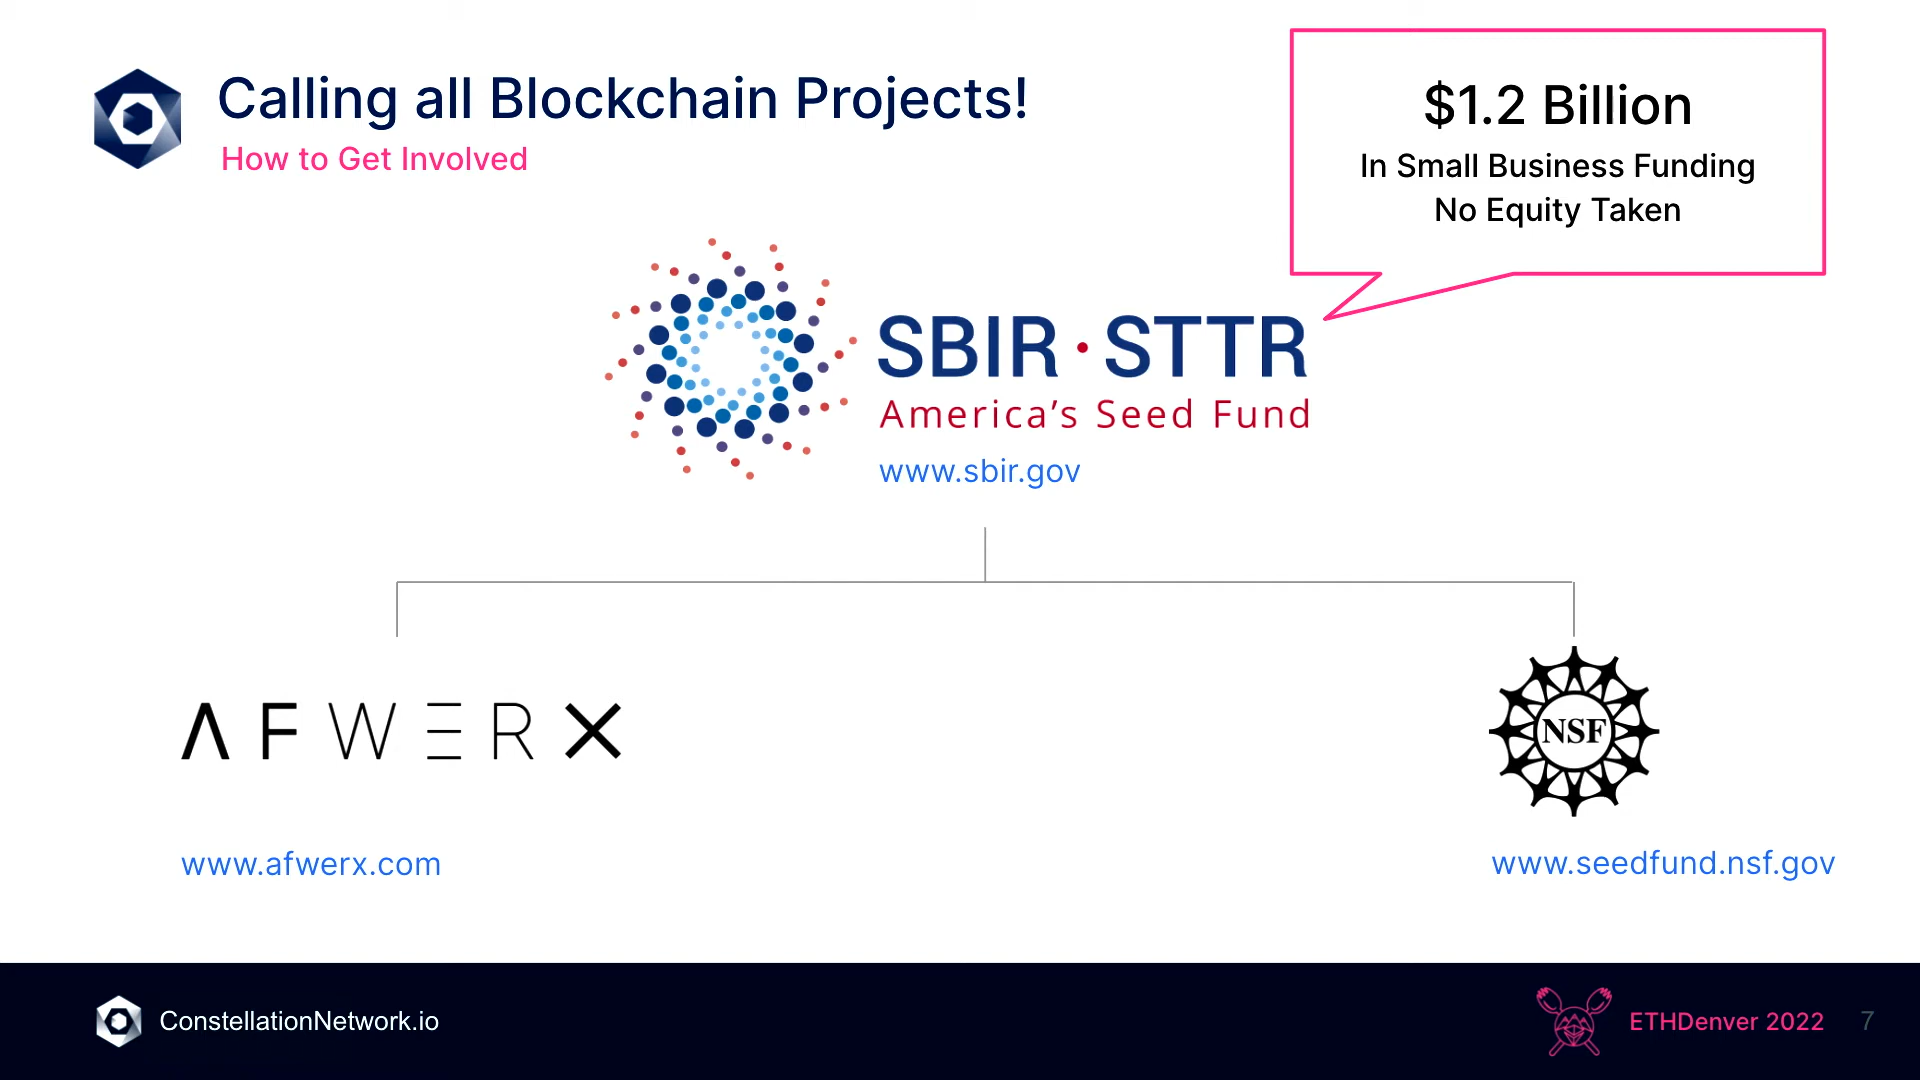 Calling all Blockchain Projects!
How to Get Involved
$1.2 Billion
In Small Business Funding
No Equity Taken
SBIR · STTR
America's Seed Fund
www.sbir.gov
AFWERX
www.afwerx.com
NSF
www.seedfund.nsf.gov
ConstellationNetwork.io
ETHDenver 2022
7